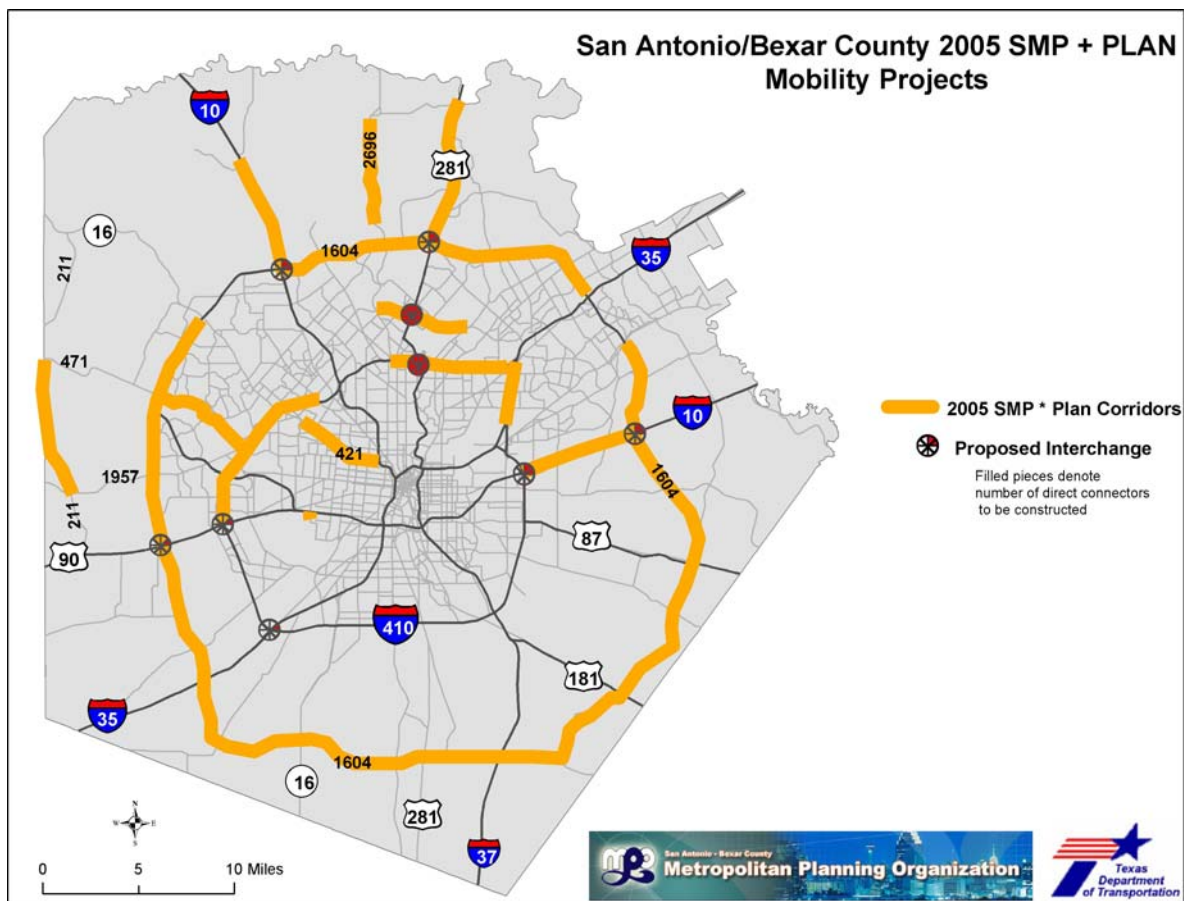 San Antonio/Bexar County 2005 SMP + PLAN
Mobility Projects
10
2696
281
16
1604
35
211
471
10
2005 SMP * Plan Corridors
Proposed Interchange
Filled pieces denote
number of direct connectors
to be constructed
421
1957
1604
211
90
87
410
181
35
1604
16
281
37
N
W E
S
0 5 10 Miles
San Antonio - Bexar County
mpo
Metropolitan Planning Organization
Texas
Department
of Transportation